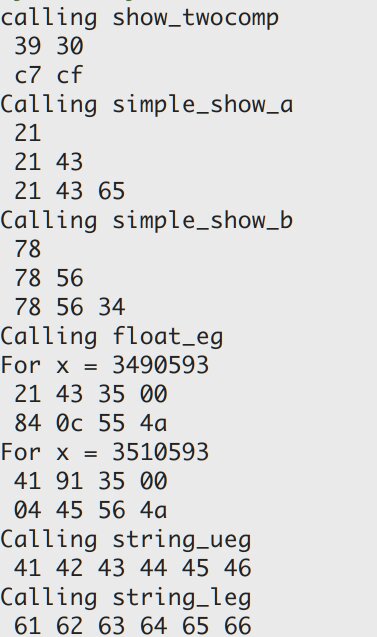 calling show_twocomp
39 30
c7 cf
Calling simple_show_a
21
21 43
21 43 65
Calling simple_show_b
78
78 56
78 56 34
Calling float_eg
For x = 3490593
21 43 35 00
84 0c 55 4a
For x = 3510593
41 91 35 00
04 45 56 4a
Calling string_ueg
41 42 43 44 45 46
Calling string_leg
61 62 63 64 65 66